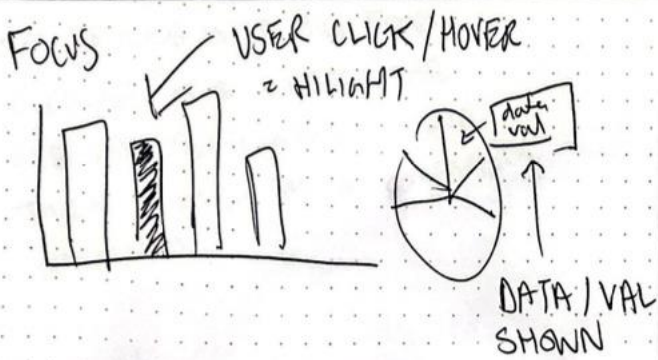 FOCUS
USER CLICK/HOVER
= HILIGHT
data
val
DATA/VAL
SHOWN